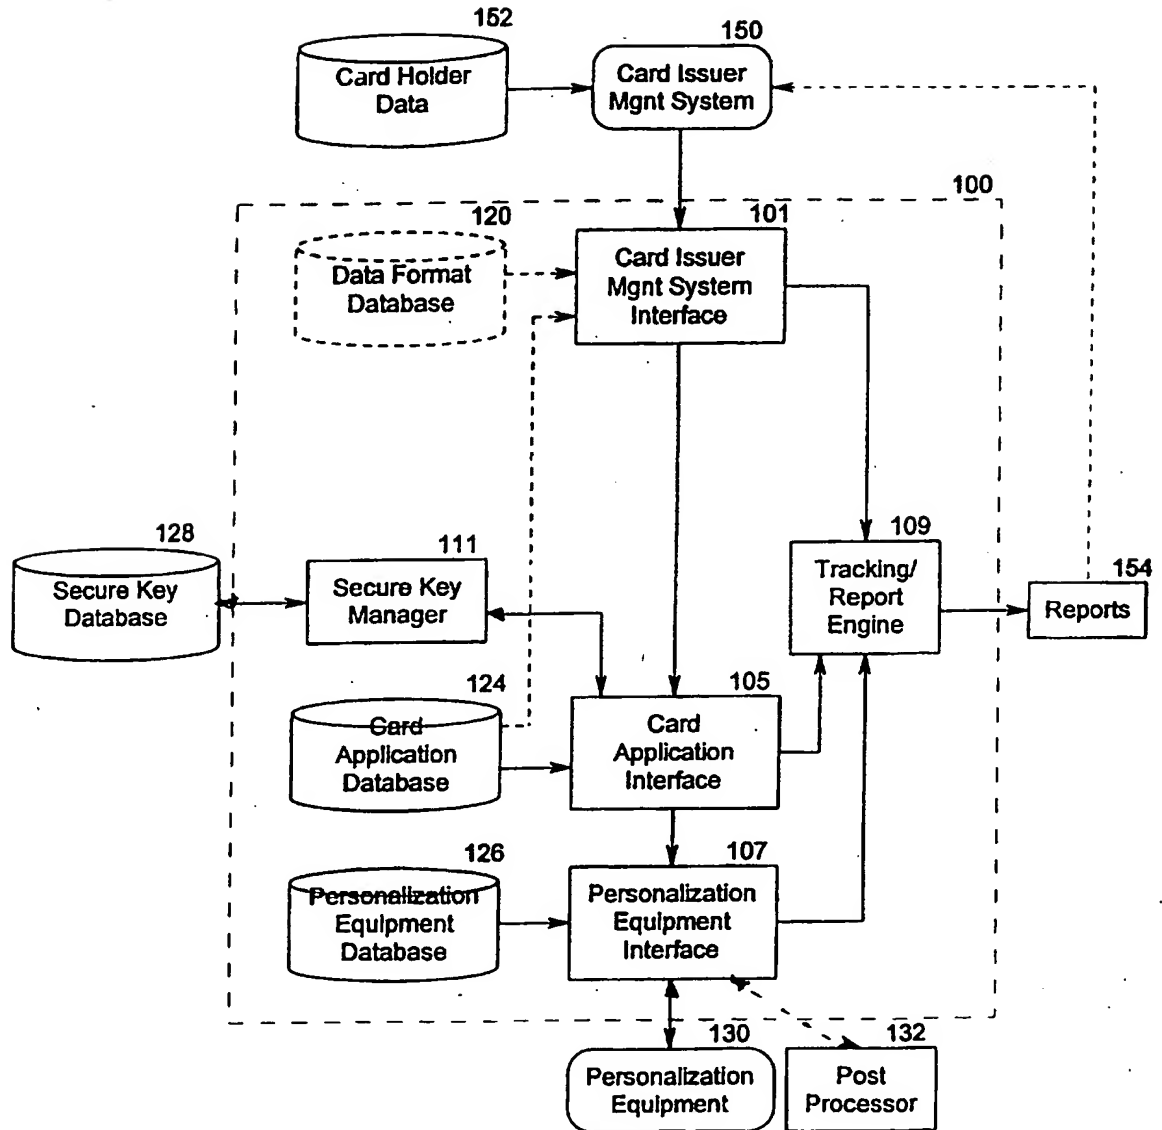 152
150
Card Holder
Data
Card Issuer
Mgnt System
100
120
101
Data Format
Database
Card Issuer
Mgnt System
Interface
128
111
109
154
Secure Key
Database
Secure Key
Manager
Tracking/
Report
Engine
Reports
124
105
Card
Application
Database
Card
Application
Interface
126
107
Personalization
Equipment
Database
Personalization
Equipment
Interface
130
132
Personalization
Equipment
Post
Processor